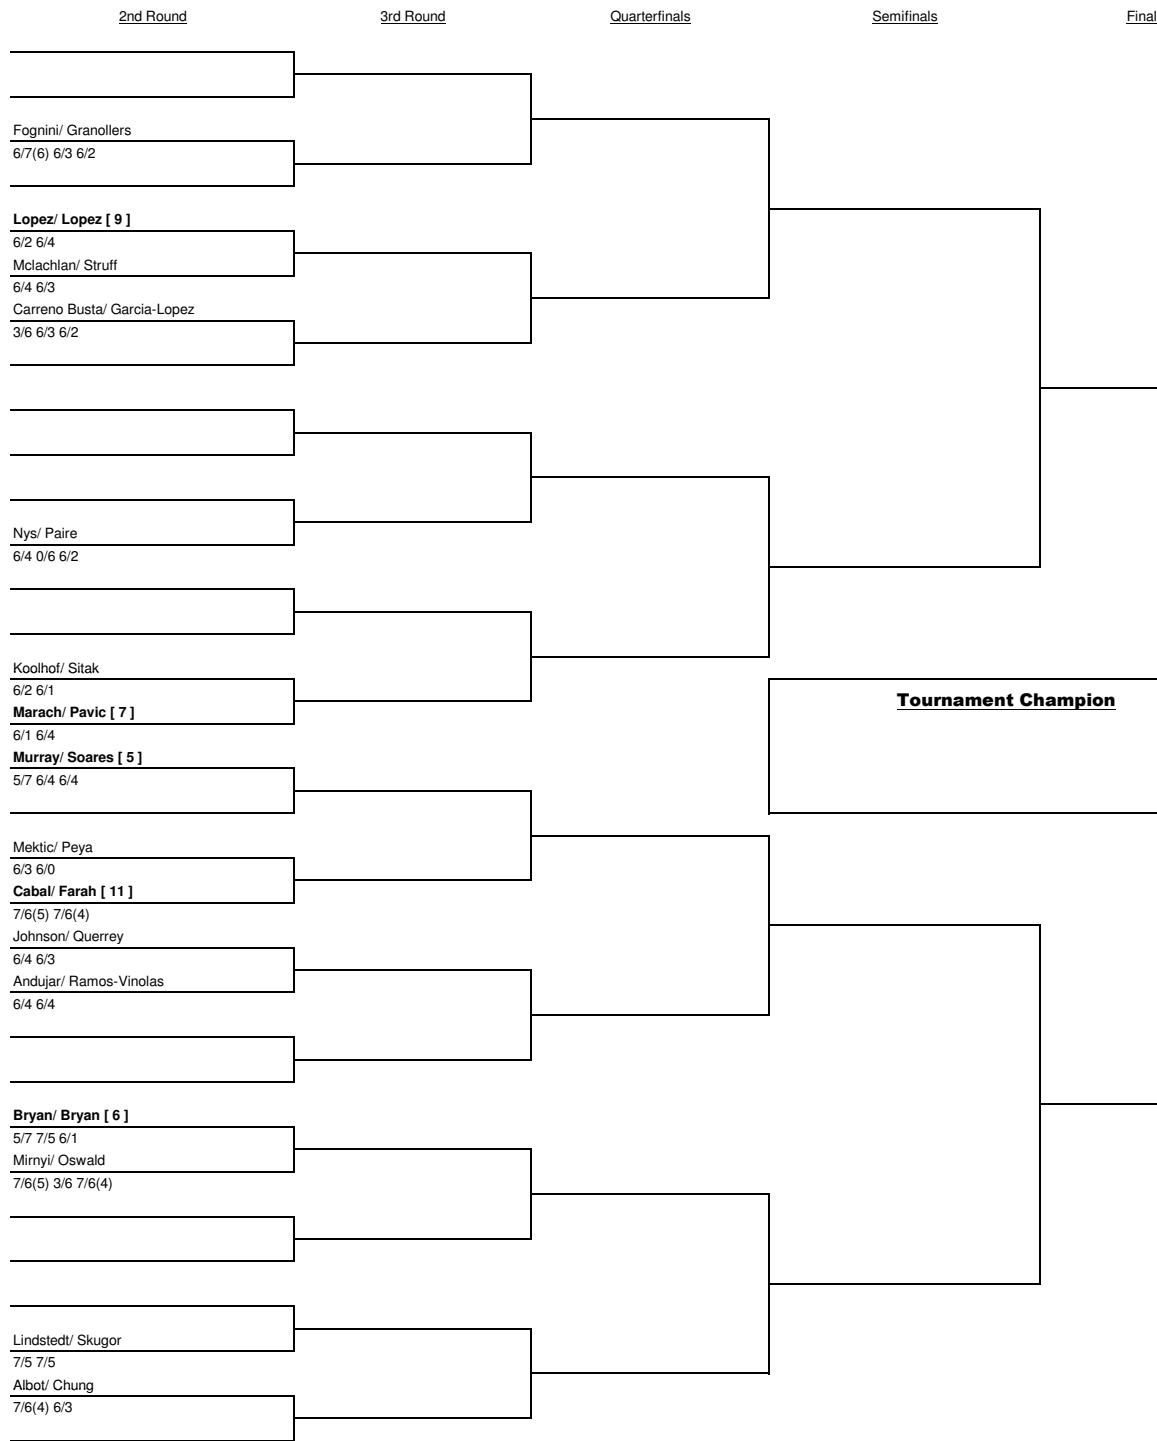 2nd Round 3rd Round Quarterfinals Semifinals Final
Fognini/ Granollers
6/7(6) 6/3 6/2
Lopez/ Lopez [ 9 ]
6/2 6/4
Mclachlan/ Struff
6/4 6/3
Carreno Busta/ Garcia-Lopez
3/6 6/3 6/2
Nys/ Paire
6/4 0/6 6/2
Koolhof/ Sitak
6/2 6/1
Marach/ Pavic [ 7 ]
6/1 6/4
Murray/ Soares [ 5 ]
5/7 6/4 6/4
Tournament Champion
Mektic/ Peya
6/3 6/0
Cabal/ Farah [ 11 ]
7/6(5) 7/6(4)
Johnson/ Querrey
6/4 6/3
Andujar/ Ramos-Vinolas
6/4 6/4
Bryan/ Bryan [ 6 ]
5/7 7/5 6/1
Mirnyi/ Oswald
7/6(5) 3/6 7/6(4)
Lindstedt/ Skugor
7/5 7/5
Albot/ Chung
7/6(4) 6/3